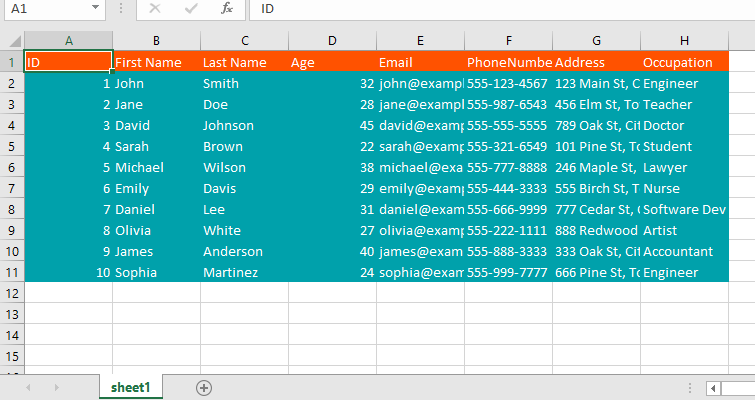 A1 fx ID
A B C D E F G H
1 ID First Name Last Name Age Email PhoneNumbe Address Occupation
2 1 John Smith 32 john@exampl 555-123-4567 123 Main St, C Engineer
3 2 Jane Doe 28 jane@exampl 555-987-6543 456 Elm St, To Teacher
4 3 David Johnson 45 david@examp 555-555-5555 789 Oak St, Cit Doctor
5 4 Sarah Brown 22 sarah@examp 555-321-6549 101 Pine St, To Student
6 5 Michael Wilson 38 michael@exa 555-777-8888 246 Maple St, Lawyer
7 6 Emily Davis 29 emily@exam 555-444-3333 555 Birch St, T Nurse
8 7 Daniel Lee 31 daniel@exam 555-666-9999 777 Cedar St, C Software Dev
9 8 Olivia White 27 olivia@examp 555-222-1111 888 Redwood Artist
10 9 James Anderson 40 james@exam 555-888-3333 333 Oak St, Cit Accountant
11 10 Sophia Martinez 24 sophia@exam 555-999-7777 666 Pine St, To Engineer
12
13
14
15
sheet1